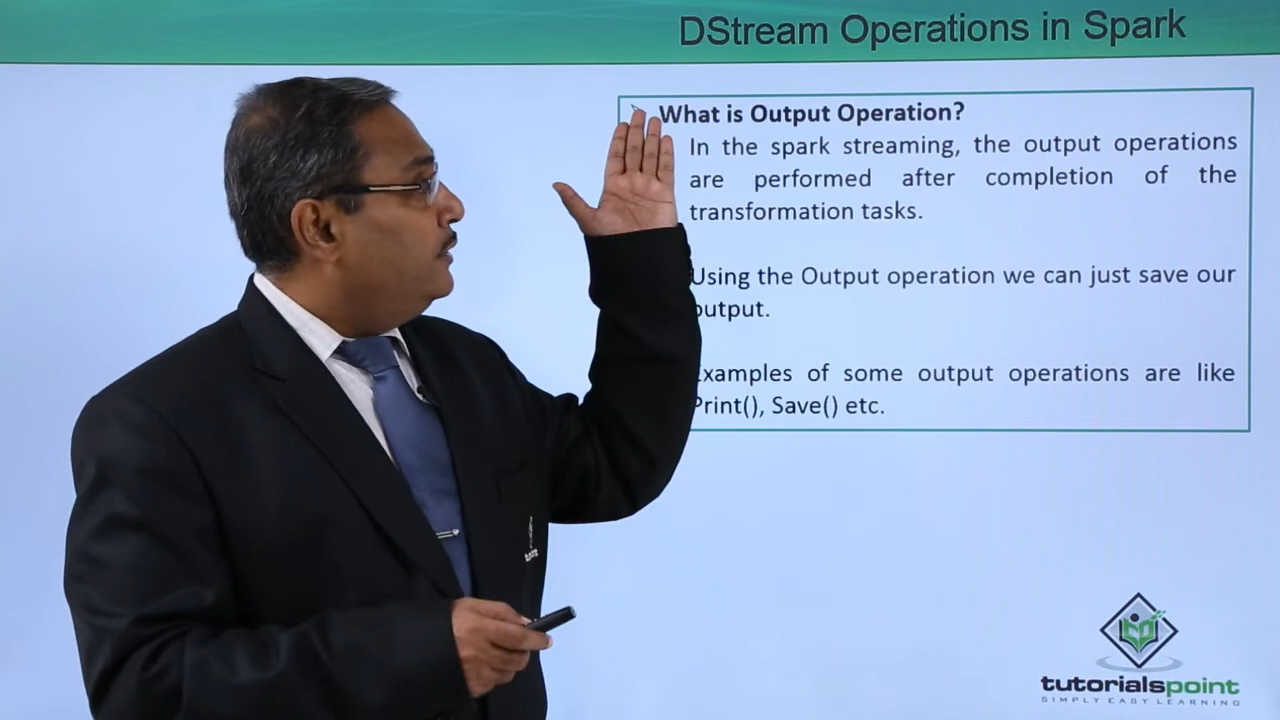 DStream Operations in Spark
What is Output Operation?
In the spark streaming, the output operations
are performed after completion of the
transformation tasks.
Using the Output operation we can just save our
output.
Examples of some output operations are like
Print(), Save() etc.
tutorialspoint
SIMPLY EASY LEARNING